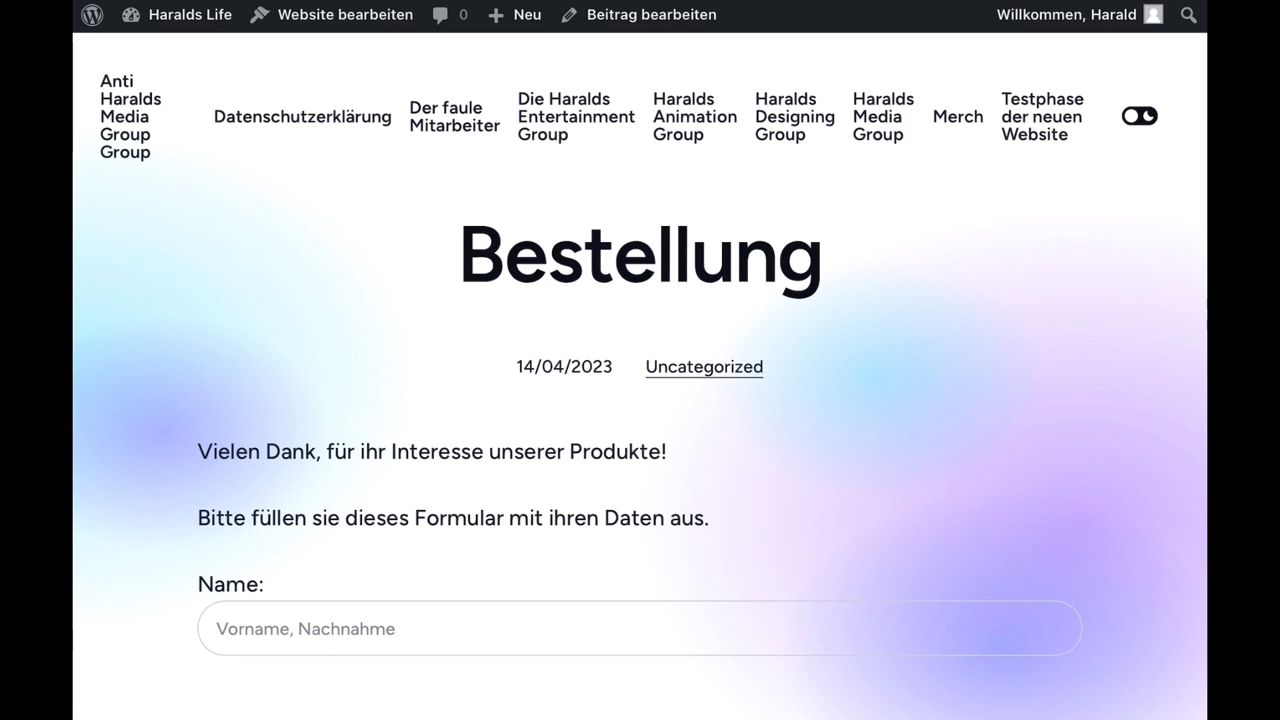 Haralds Life Website bearbeiten 0 Neu Beitrag bearbeiten Willkommen, Harald
Anti
Haralds
Media
Group
Group
Datenschutzerklärung
Der faule
Mitarbeiter
Die Haralds
Entertainment
Group
Haralds
Animation
Group
Haralds
Designing
Group
Haralds
Media
Group
Merch
Testphase
der neuen
Website
Bestellung
14/04/2023 Uncategorized
Vielen Dank, für ihr Interesse unserer Produkte!
Bitte füllen sie dieses Formular mit ihren Daten aus.
Name:
Vorname, Nachnahme